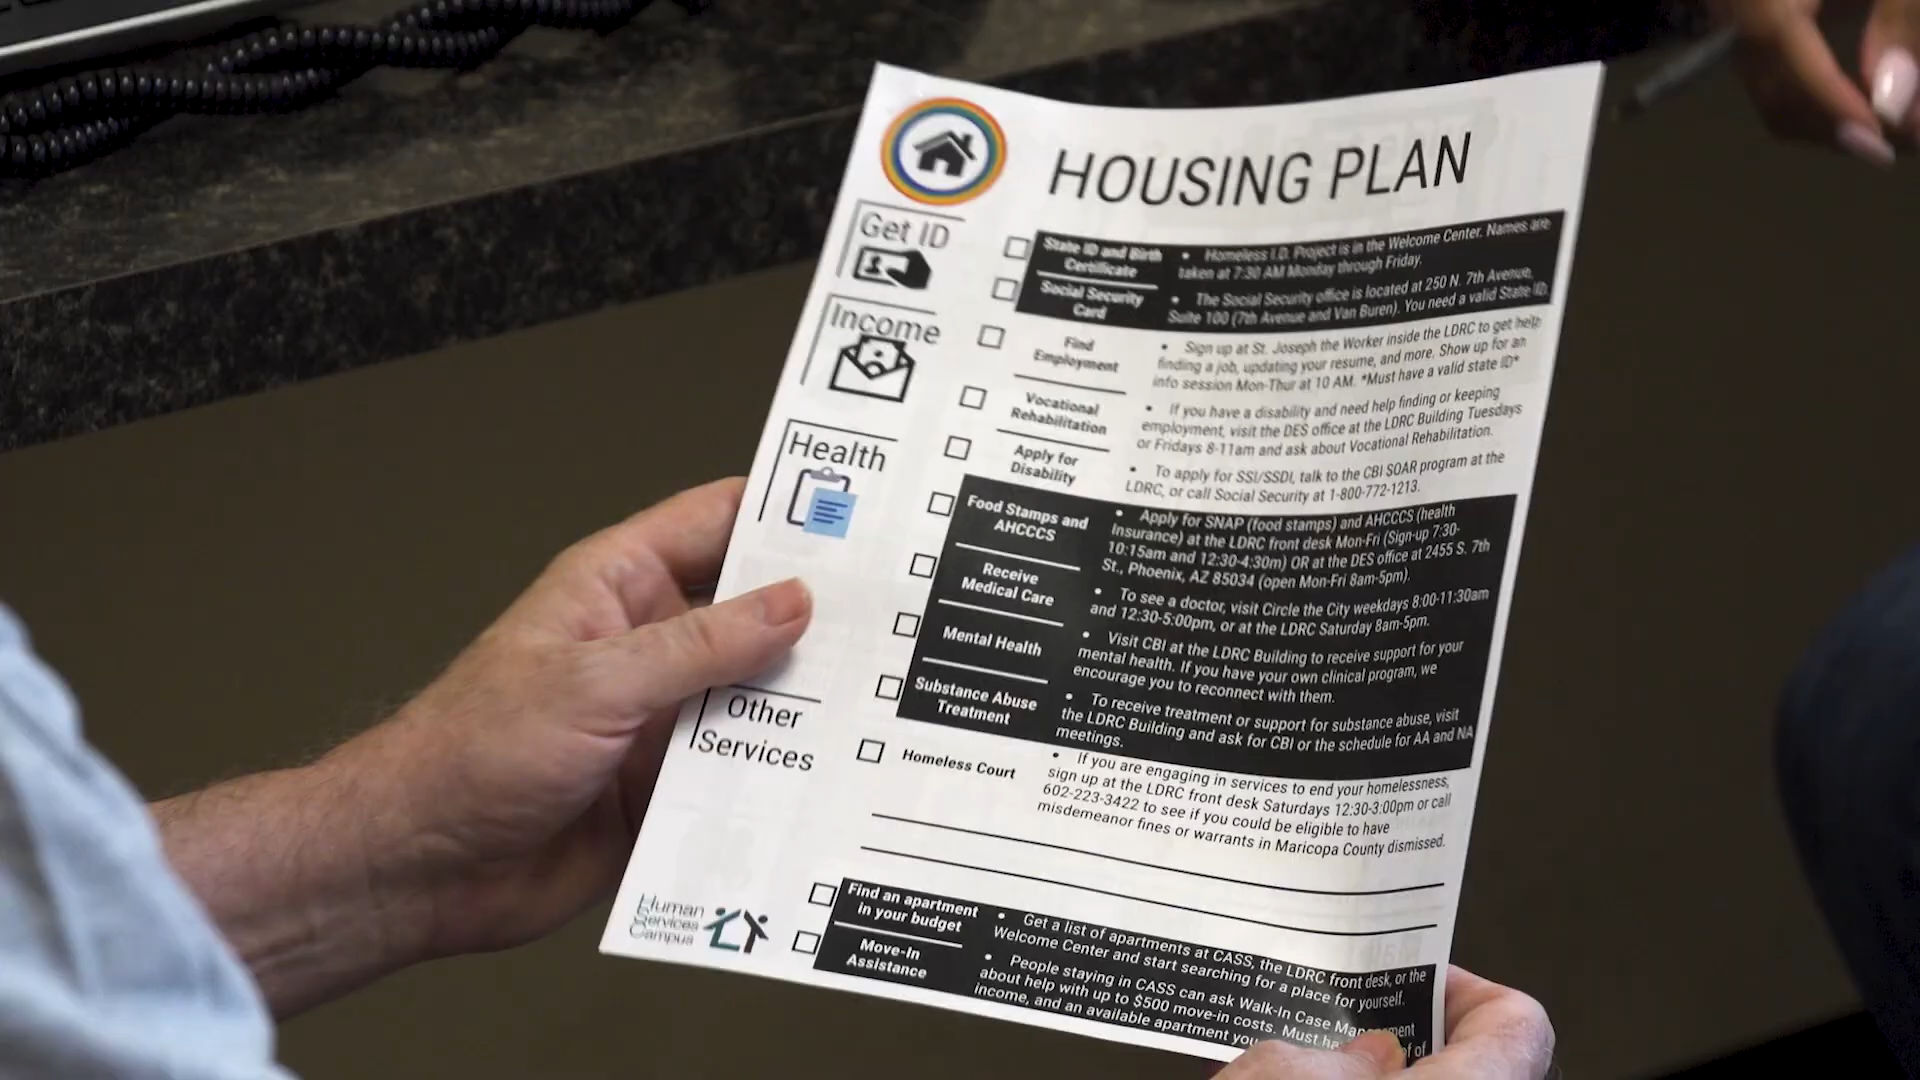 HOUSING PLAN
Get ID
State ID and Birth
Certificate
• Homeless I.D. Project is in the Welcome Center. Names are
taken at 7:30 AM Monday through Friday.
Social Security
Card
• The Social Security office is located at 250 N. 7th Avenue,
Suite 100 (7th Avenue and Van Buren). You need a valid State ID.
Income
Find
Employment
• Sign up at St. Joseph the Worker inside the LDRC to get help
finding a job, updating your resume, and more. Show up for an
info session Mon-Thur at 10 AM. *Must have a valid state ID*
Vocational
Rehabilitation
• If you have a disability and need help finding or keeping
employment, visit the DES office at the LDRC Building Tuesdays
or Fridays 8-11am and ask about Vocational Rehabilitation.
Apply for
Disability
• To apply for SSI/SSDI, talk to the CBI SOAR program at the
LDRC, or call Social Security at 1-800-772-1213.
Health
Food Stamps and
AHCCCS
• Apply for SNAP (food stamps) and AHCCCS (health
Insurance) at the LDRC front desk Mon-Fri (Sign-up 7:30-
10:15am and 12:30-4:30m) OR at the DES office at 2455 S. 7th
St., Phoenix, AZ 85034 (open Mon-Fri 8am-5pm).
Receive
Medical Care
• To see a doctor, visit Circle the City weekdays 8:00-11:30am
and 12:30-5:00pm, or at the LDRC Saturday 8am-5pm.
Mental Health
• Visit CBI at the LDRC Building to receive support for your
mental health. If you have your own clinical program, we
encourage you to reconnect with them.
Substance Abuse
Treatment
• To receive treatment or support for substance abuse, visit
the LDRC Building and ask for CBI or the schedule for AA and NA
meetings.
Other
Services
Homeless Court
• If you are engaging in services to end your homelessness,
sign up at the LDRC front desk Saturdays 12:30-3:00pm or call
602-223-3422 to see if you could be eligible to have
misdemeanor fines or warrants in Maricopa County dismissed.
Human
Services
Campus
Find an apartment
in your budget
• Get a list of apartments at CASS, the LDRC front desk, or the
Welcome Center and start searching for a place for yourself.
Move-In
Assistance
• People staying in CASS can ask Walk-In Case Management
about help with up to $500 move-in costs. Must of
income, and an available apartment